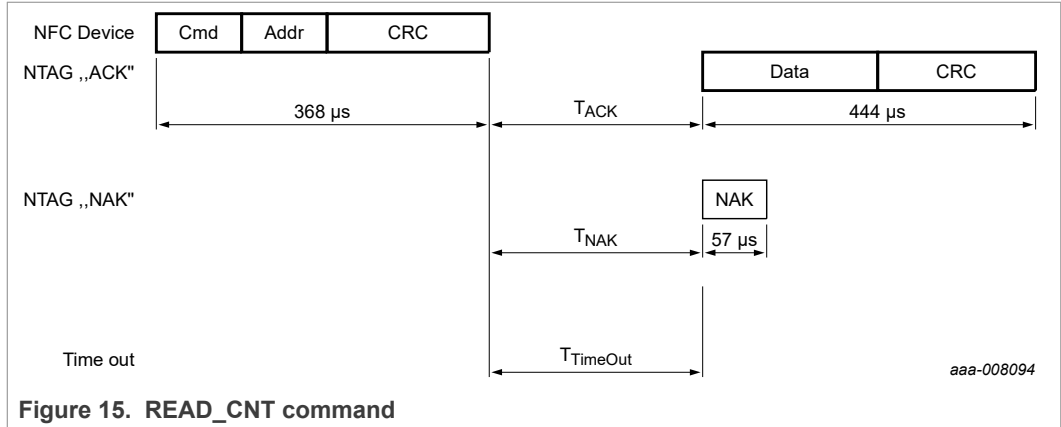 NFC Device Cmd Addr CRC
NTAG ,,ACK" Data CRC
368 µs TACK 444 µs
NTAG ,,NAK" NAK
TNAK 57 µs
Time out TTimeOut aaa-008094
Figure 15. READ_CNT command